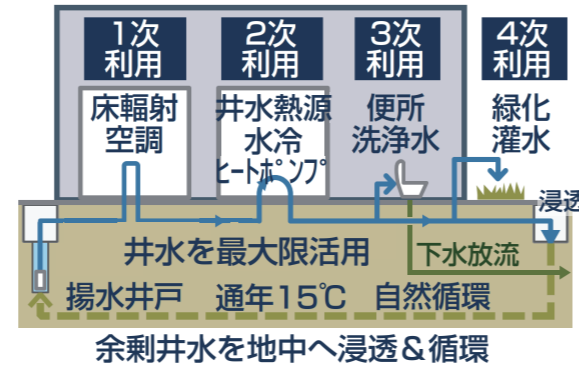 1次
利用
2次
利用
3次
利用
4次
利用
床輻射
空調
井水熱源
水冷
ヒートポンプ
便所
洗浄水
緑化
灌水
浸透
井水を最大限活用
下水放流
揚水井戸
通年15℃
自然循環
余剰井水を地中へ浸透&循環